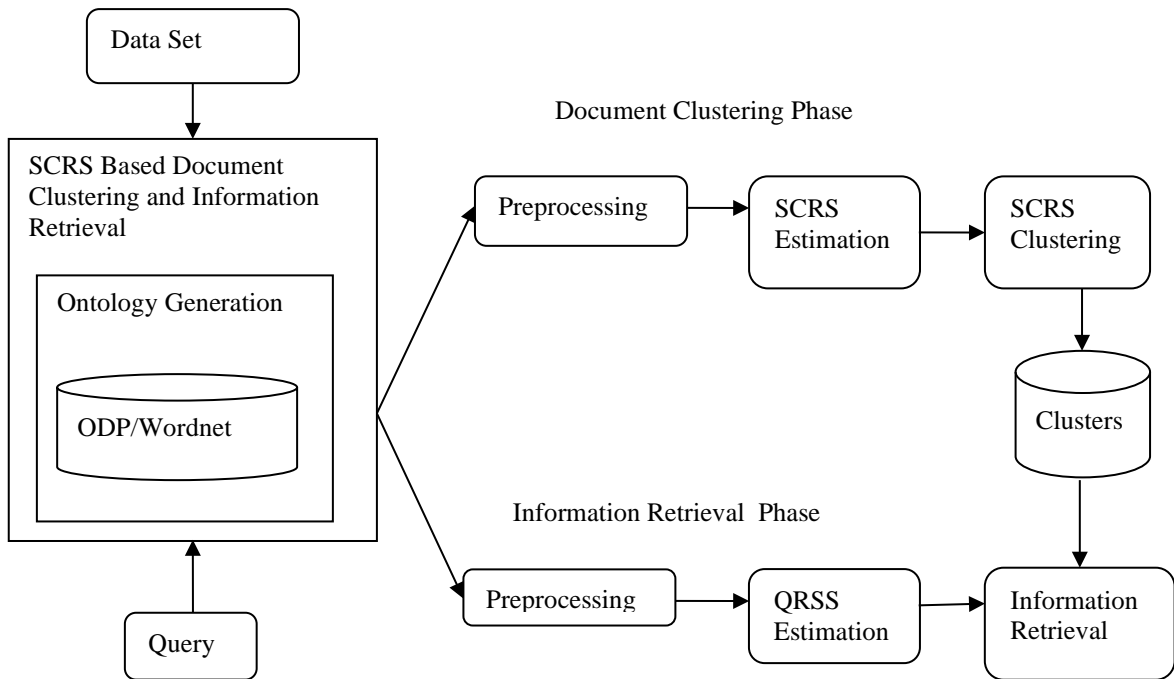 Data Set
Document Clustering Phase
SCRS Based Document
Clustering and Information
Retrieval
Ontology Generation
ODP/Wordnet
Preprocessing
SCRS
Estimation
SCRS
Clustering
Clusters
Information Retrieval Phase
Preprocessing
QRSS
Estimation
Information
Retrieval
Query